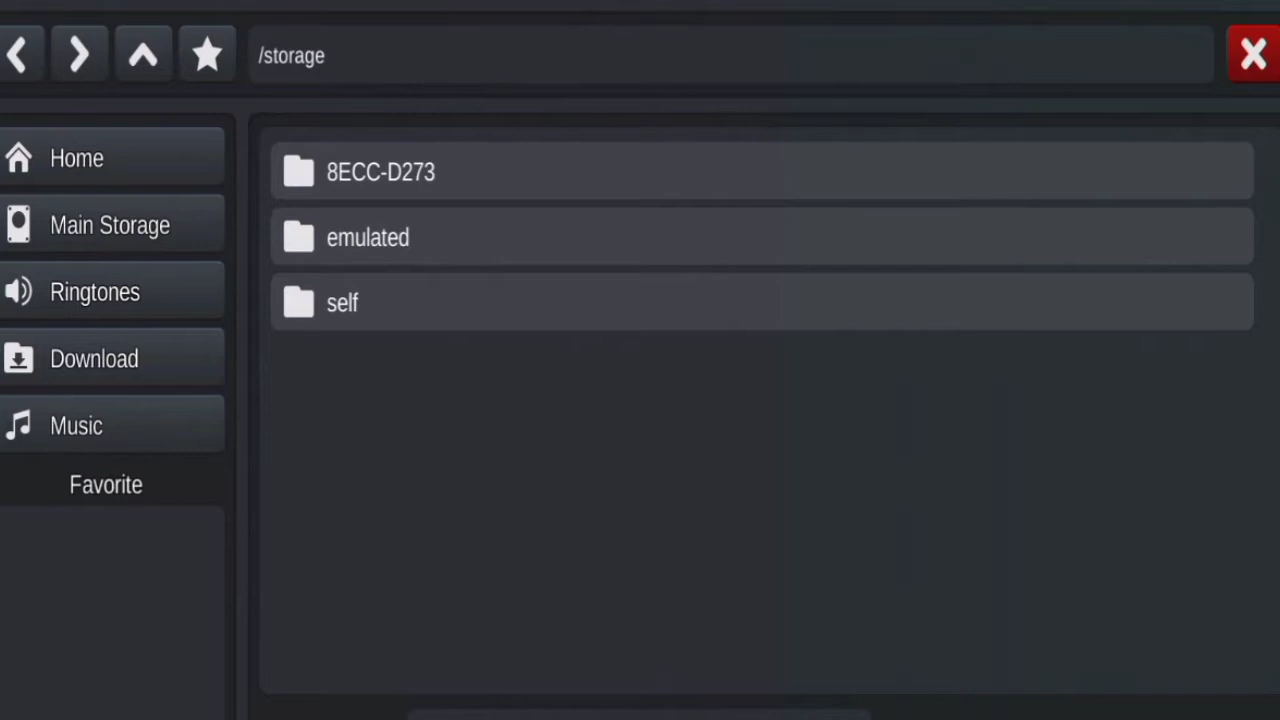 /storage
Home
Main Storage
Ringtones
Download
Music
Favorite
8ECC-D273
emulated
self